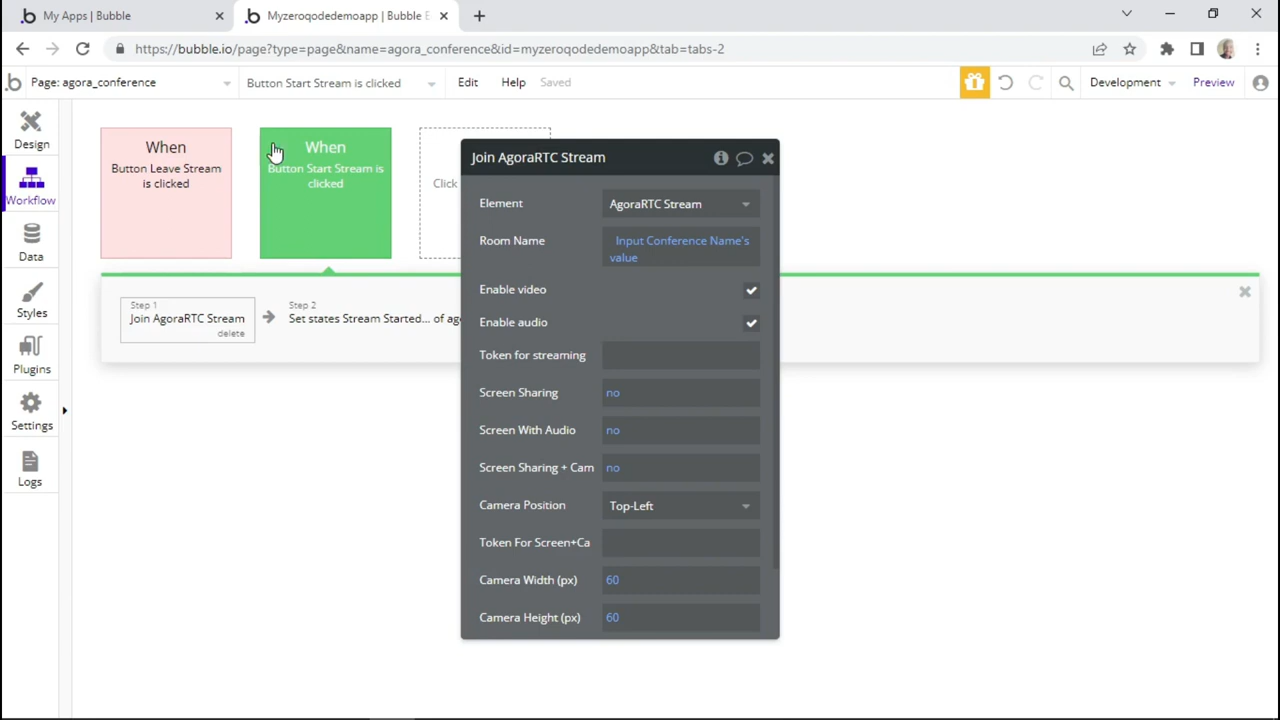 My Apps | Bubble
Myzeroqodedemoapp | Bubble E
https://bubble.io/page?type=page&name=agora_conference&id=myzeroqodedemoapp&tab=tabs-2
Page: agora_conference
Button Start Stream is clicked
Edit
Help
Saved
Development
Preview
Design
Workflow
Data
Styles
Plugins
Settings
Logs
When
Button Leave Stream
is clicked
When
Button Start Stream is
clicked
Click
Step 1
Join AgoraRTC Stream
delete
Step 2
Set states Stream Started... of ag
Join AgoraRTC Stream
Element
AgoraRTC Stream
Room Name
Input Conference Name's
value
Enable video
Enable audio
Token for streaming
Screen Sharing
no
Screen With Audio
no
Screen Sharing + Cam
no
Camera Position
Top-Left
Token For Screen+Ca
Camera Width (px)
60
Camera Height (px)
60